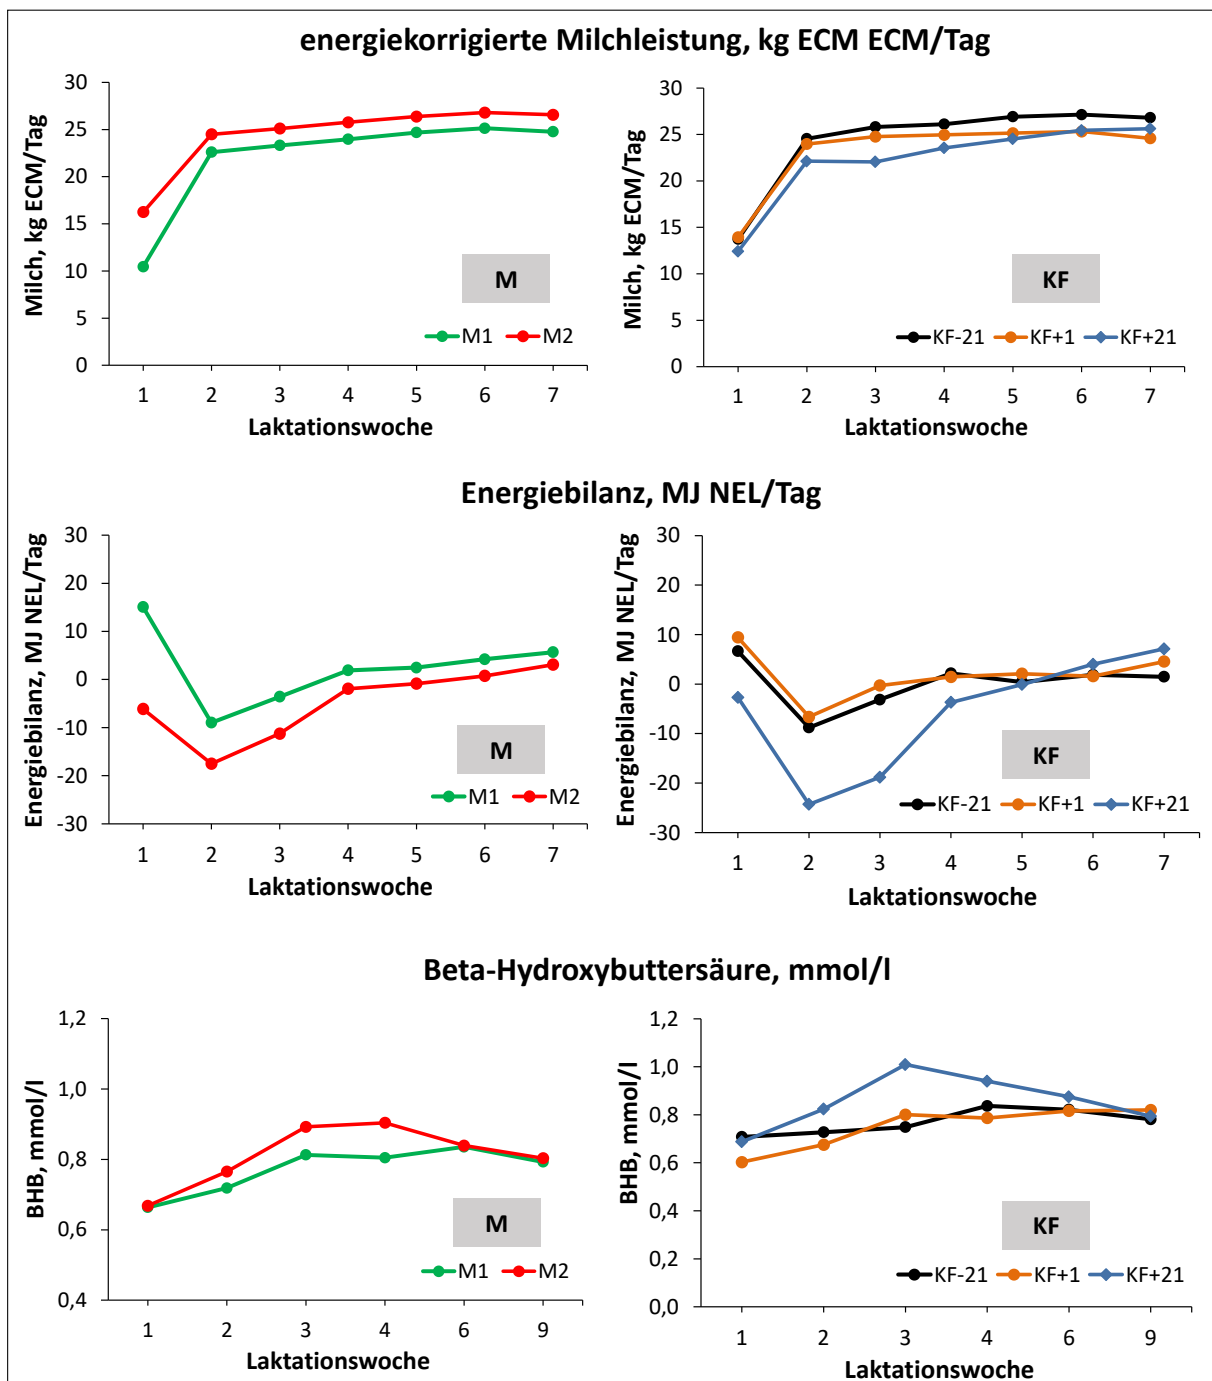 energiekorrigierte Milchleistung, kg ECM ECM/Tag
Milch, kg ECM/Tag
30
25
20
15
10
5
0
M
M1 M2
1 2 3 4 5 6 7
Laktationswoche
Milch, kg ECM/Tag
30
25
20
15
10
5
0
KF
KF-21 KF+1 KF+21
1 2 3 4 5 6 7
Laktationswoche
Energiebilanz, MJ NEL/Tag
Energiebilanz, MJ NEL/Tag
30
20
10
0
-10
-20
-30
M
M1 M2
1 2 3 4 5 6 7
Laktationswoche
Energiebilanz, MJ NEL/Tag
30
20
10
0
-10
-20
-30
KF
KF-21 KF+1 KF+21
1 2 3 4 5 6 7
Laktationswoche
Beta-Hydroxybuttersäure, mmol/l
BHB, mmol/l
1,2
1,0
0,8
0,6
0,4
M
M1 M2
1 2 3 4 6 9
Laktationswoche
BHB, mmol/l
1,2
1,0
0,8
0,6
0,4
0,2
0,0
KF
KF-21 KF+1 KF+21
1 2 3 4 6 9
Laktationswoche